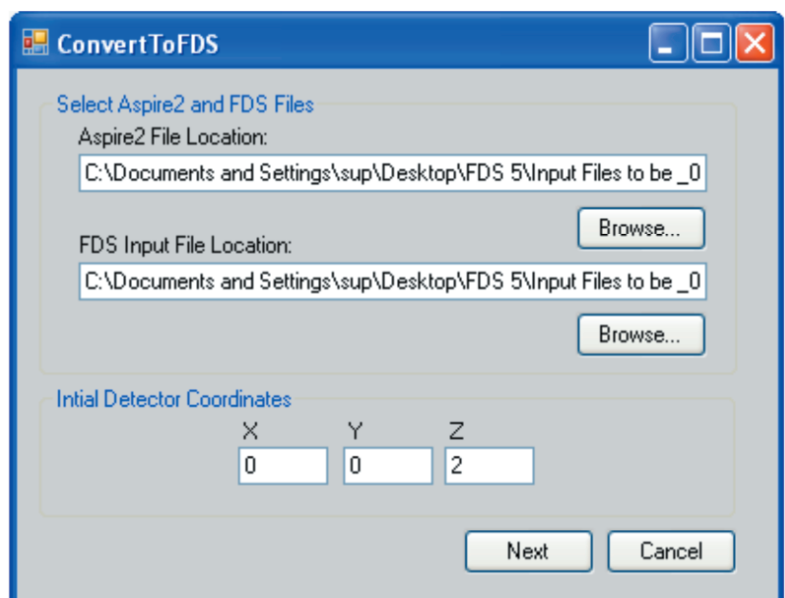 ConvertToFDS
Select Aspire2 and FDS Files
Aspire2 File Location:
C:\Documents and Settings\sup\Desktop\FDS 5\Input Files to be _0
Browse...
FDS Input File Location:
C:\Documents and Settings\sup\Desktop\FDS 5\Input Files to be _0
Browse...
Intial Detector Coordinates
X Y Z
0 0 2
Next Cancel